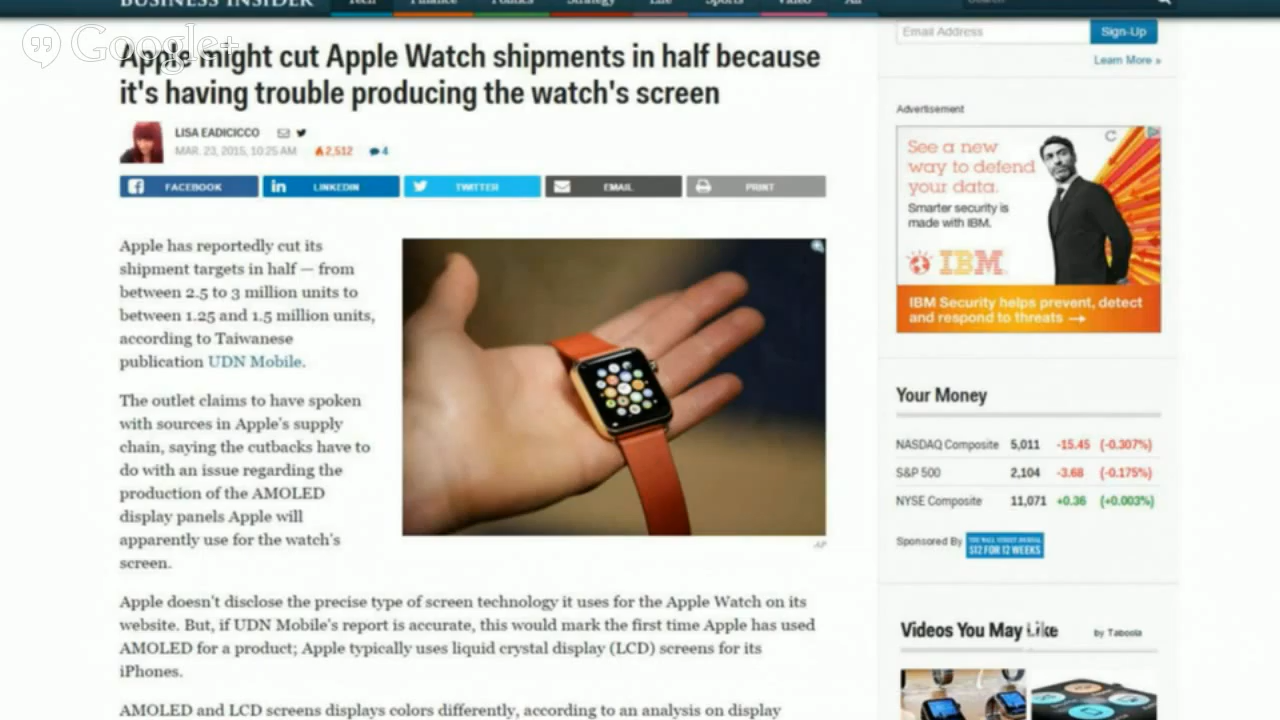 BUSINESS INSIDER
Tech Finance Politics Strategy Life Sports Video All
Search
Google+
Apple might cut Apple Watch shipments in half because
it's having trouble producing the watch's screen
LISA EADICICCO
MAR. 23, 2015, 10:25 AM 2,512 4
FACEBOOK LINKEDIN TWITTER EMAIL PRINT
Apple has reportedly cut its
shipment targets in half — from
between 2.5 to 3 million units to
between 1.25 and 1.5 million units,
according to Taiwanese
publication UDN Mobile.
The outlet claims to have spoken
with sources in Apple's supply
chain, saying the cutbacks have to
do with an issue regarding the
production of the AMOLED
display panels Apple will
apparently use for the watch's
screen.
AP
Apple doesn't disclose the precise type of screen technology it uses for the Apple Watch on its
website. But, if UDN Mobile's report is accurate, this would mark the first time Apple has used
AMOLED for a product; Apple typically uses liquid crystal display (LCD) screens for its
iPhones.
AMOLED and LCD screens displays colors differently, according to an analysis on display
Email Address Sign-Up
Learn More »
Advertisement
See a new
way to defend
your data.
Smarter security is
made with IBM.
IBM
IBM Security helps prevent, detect
and respond to threats →
Your Money
NASDAQ Composite 5,011 -15.45 (-0.307%)
S&P 500 2,104 -3.68 (-0.175%)
NYSE Composite 11,071 +0.36 (+0.003%)
Sponsored By THE WALL STREET JOURNAL
$12 FOR 12 WEEKS
Videos You May Like by Taboola